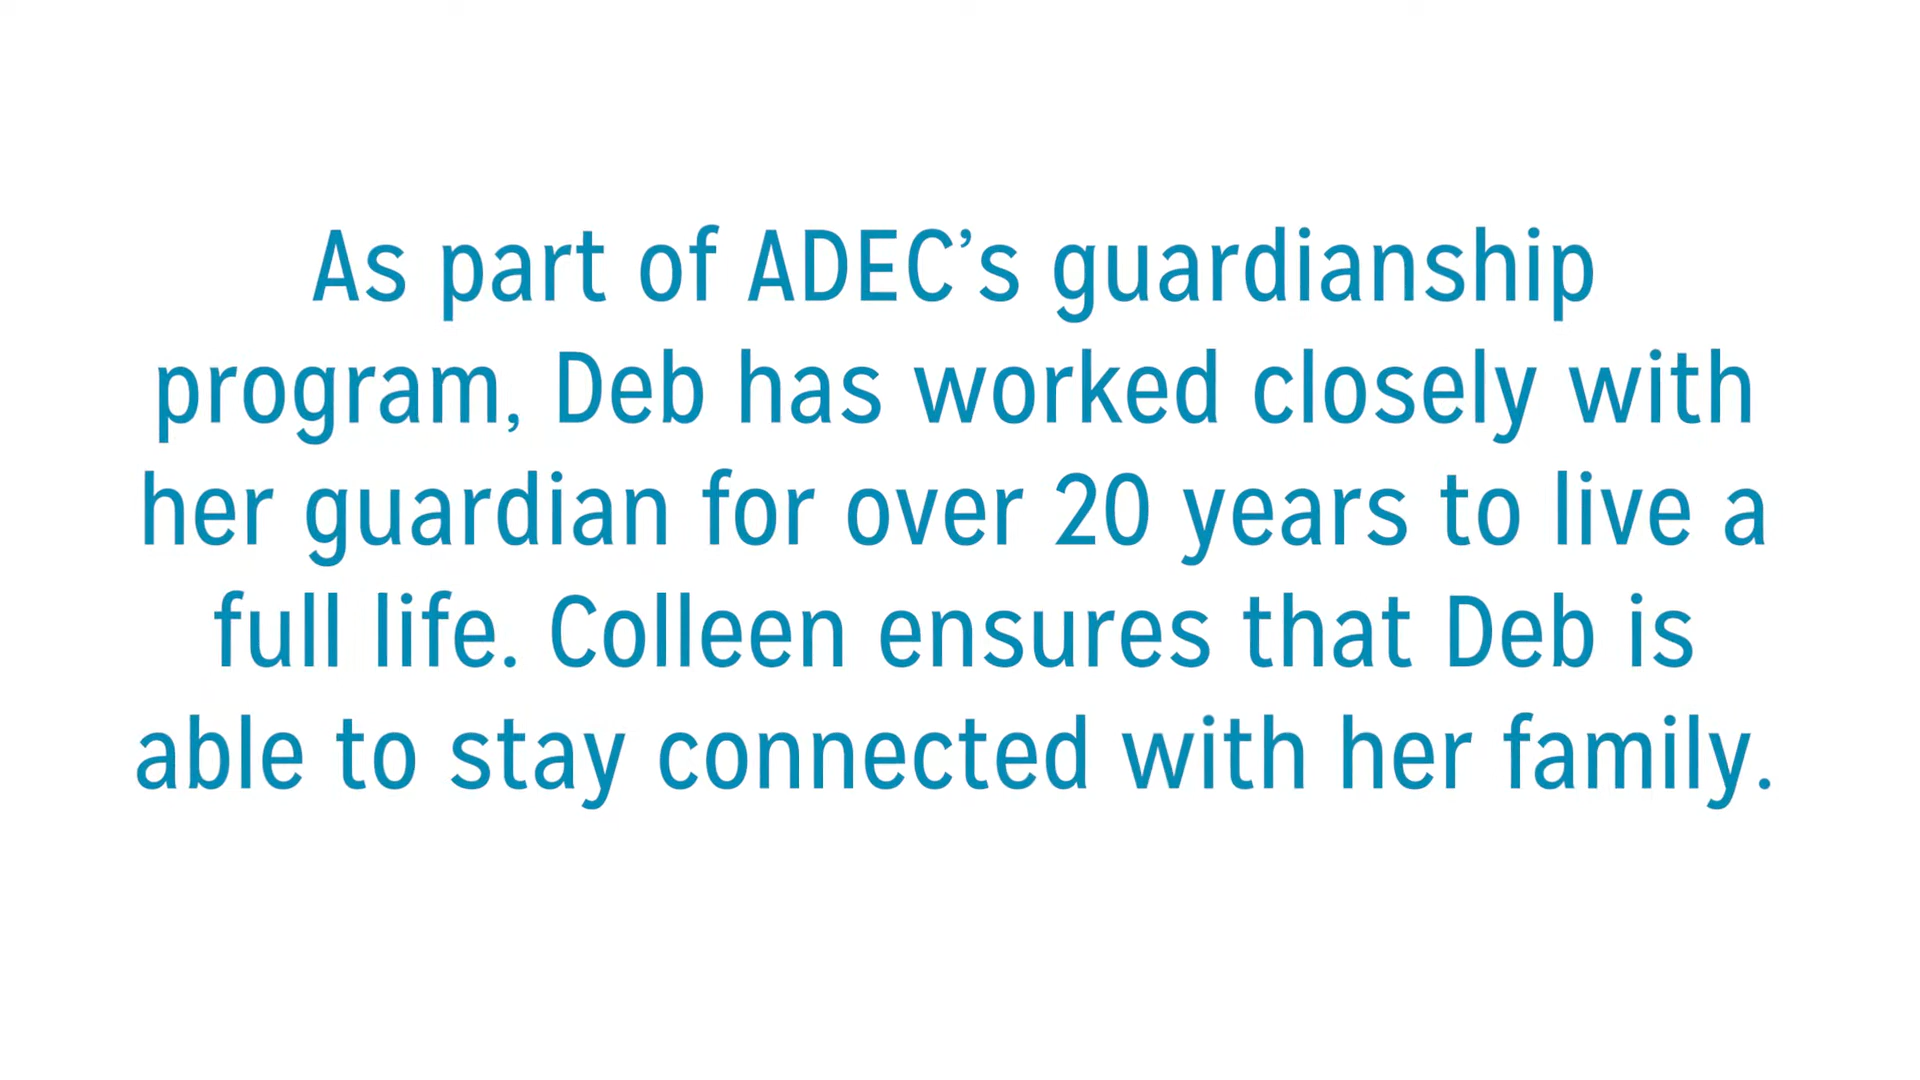 As part of ADEC’s guardianship
program, Deb has worked closely with
her guardian for over 20 years to live a
full life. Colleen ensures that Deb is
able to stay connected with her family.